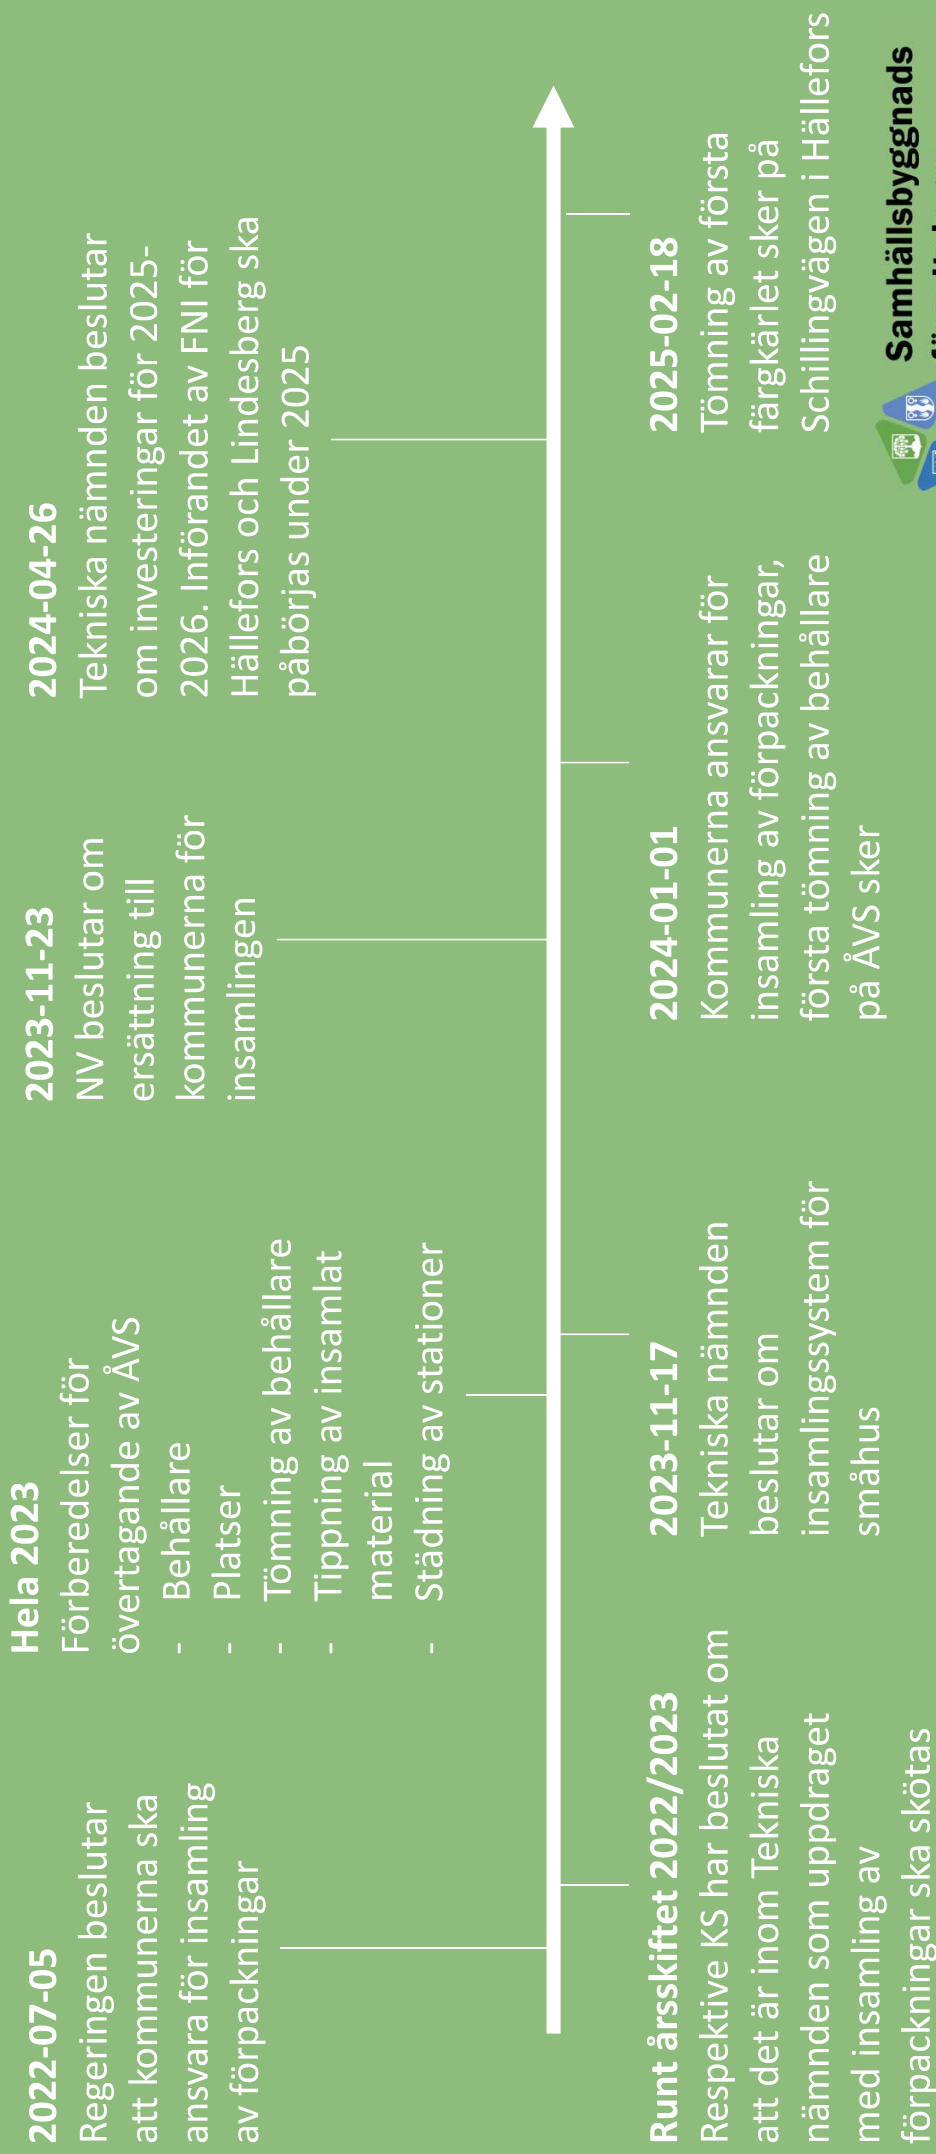 2022-07-05
Regeringen beslutar
att kommunerna ska
ansvara för insamling
av förpackningar
Hela 2023
Förberedelser för
övertagande av ÅVS
- Behållare
- Platser
- Tömning av behållare
- Tippning av insamlat
material
- Städning av stationer
2023-11-23
NV beslutar om
ersättning till
kommunerna för
insamlingen
2024-04-26
Tekniska nämnden beslutar
om investeringar för 2025-
2026. Införandet av FNI för
Hällefors och Lindesberg ska
påbörjas under 2025
Runt årsskiftet 2022/2023
Respektive KS har beslutat om
att det är inom Tekniska
nämnden som uppdraget
med insamling av
förpackningar ska skötas
2023-11-17
Tekniska nämnden
beslutar om
insamlingssystem för
småhus
2024-01-01
Kommunerna ansvarar för
insamling av förpackningar,
första tömning av behållare
på ÅVS sker
2025-02-18
Tömning av första
färgkärlet sker på
Schillingvägen i Hällefors
Samhällsbyggnads